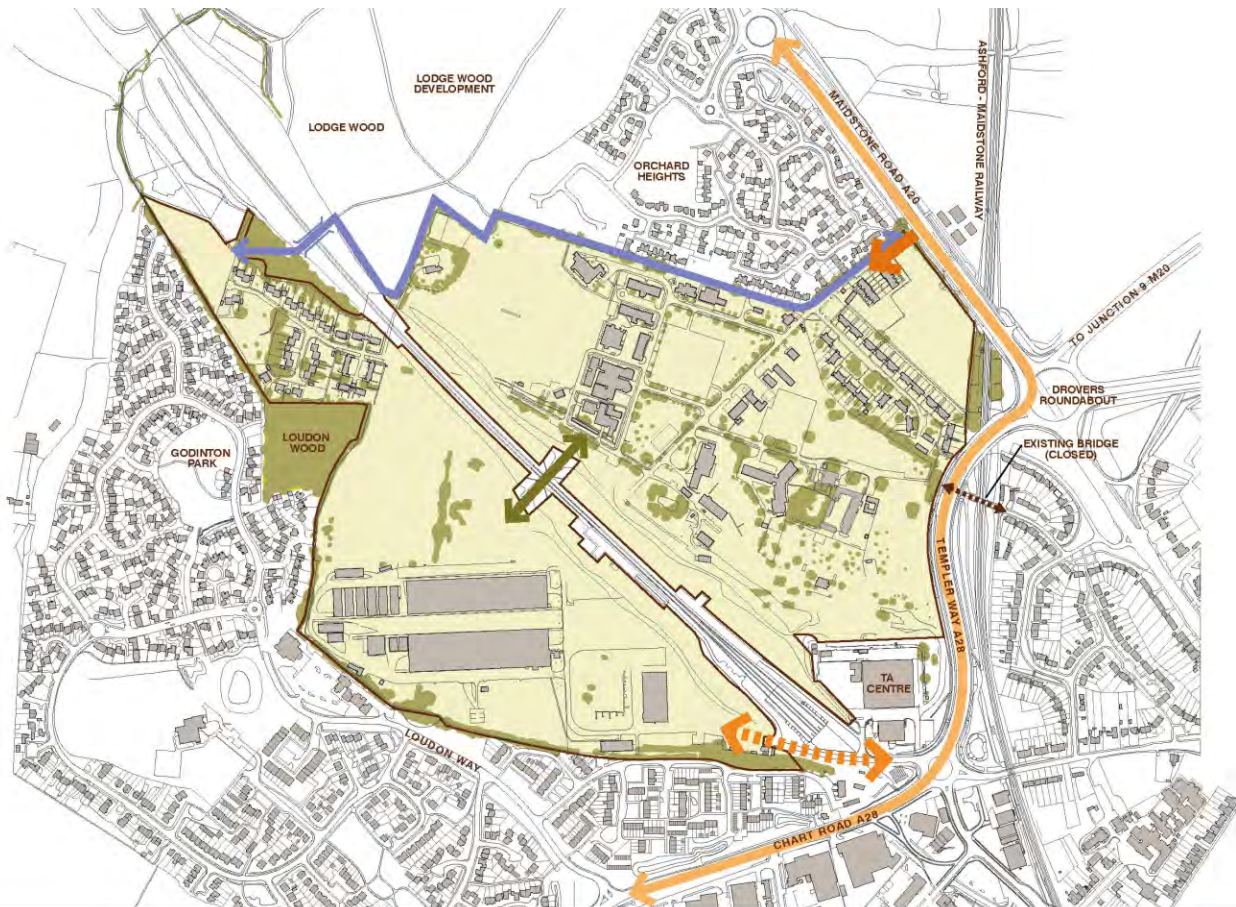 LODGE WOOD
DEVELOPMENT
LODGE WOOD
ORCHARD
HEIGHTS
MAIDSTONE ROAD A20
ASHFORD - MAIDSTONE RAILWAY
TO JUNCTION 9 M20
DROVERS
ROUNDABOUT
EXISTING BRIDGE
(CLOSED)
GODINTON
PARK
LOUDON
WOOD
TEMPLER WAY A28
TA
CENTRE
LOUDON WAY
CHART ROAD A28